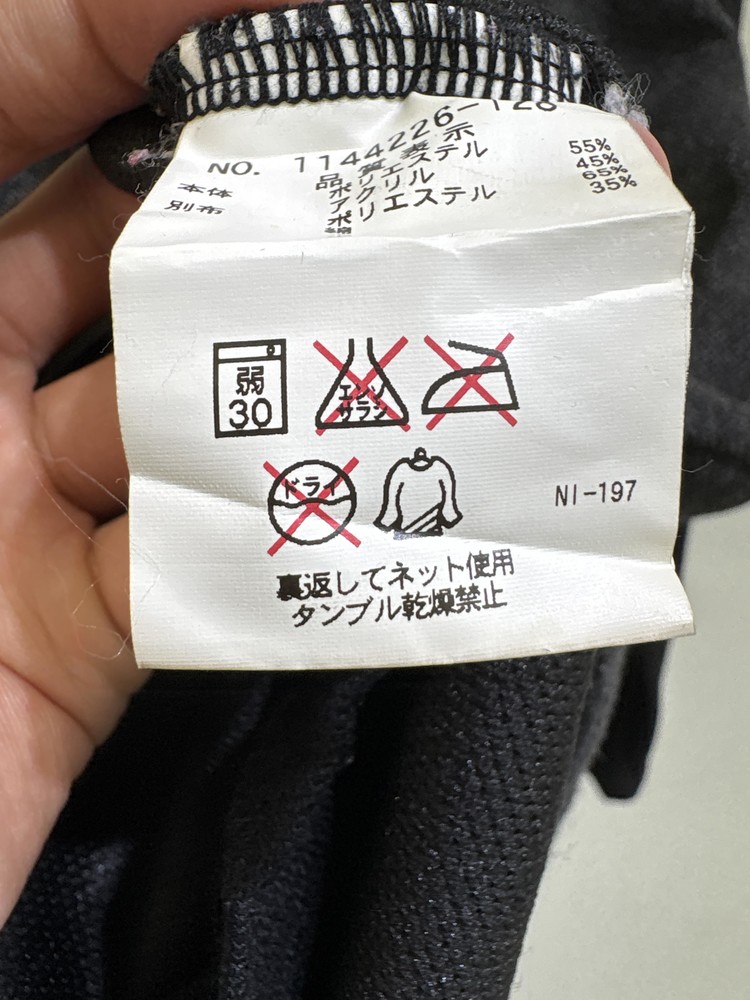 NO. 1144226-128
品質表示
本体 ポリエステル 55%
アクリル 45%
別布 ポリエステル 65%
綿 35%
弱
30
エンソ
サラシ
ドライ
NI-197
裏返してネット使用
タンブル乾燥禁止